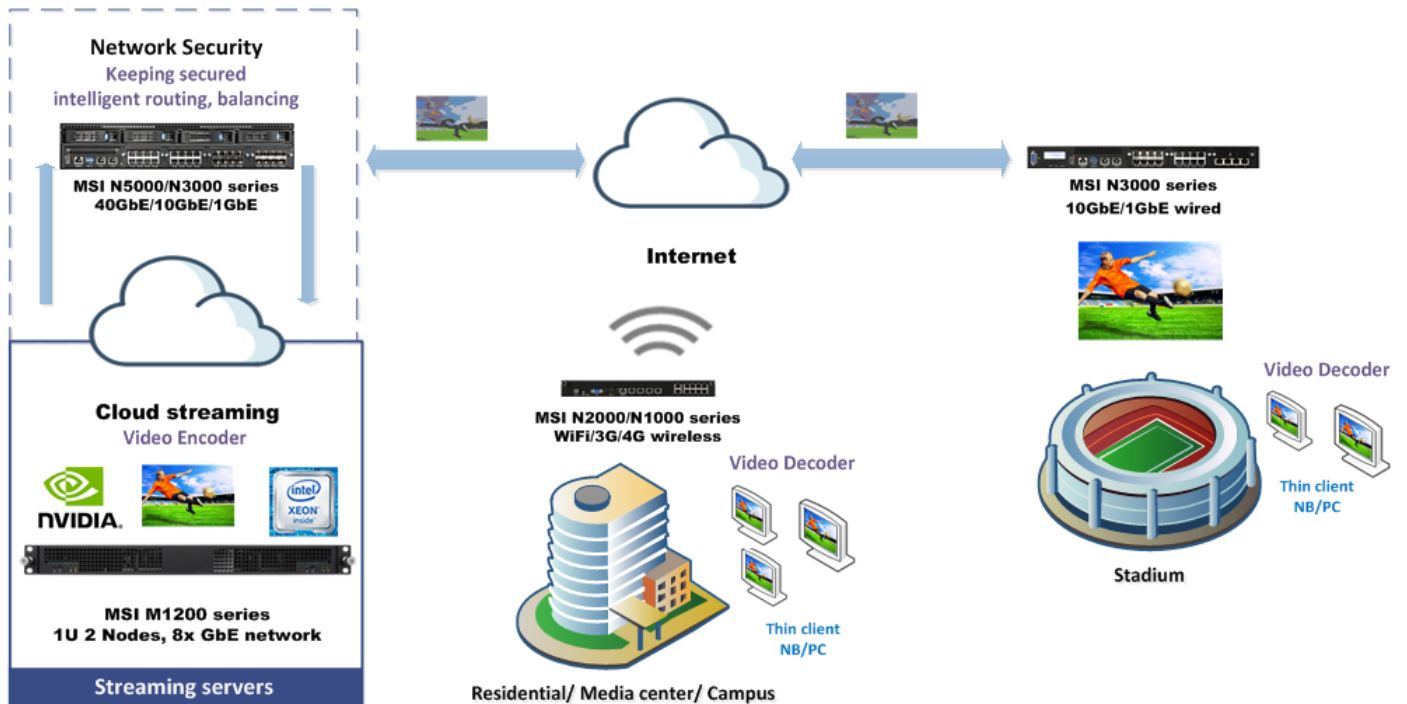 Network Security
Keeping secured
intelligent routing, balancing
MSI N5000/N3000 series
40GbE/10GbE/1GbE
Cloud streaming
Video Encoder
NVIDIA.
intel
XEON
inside™
MSI M1200 series
1U 2 Nodes, 8x GbE network
Streaming servers
Internet
MSI N2000/N1000 series
WiFi/3G/4G wireless
Video Decoder
Thin client
NB/PC
Residential/ Media center/ Campus
MSI N3000 series
10GbE/1GbE wired
Video Decoder
Thin client
NB/PC
Stadium